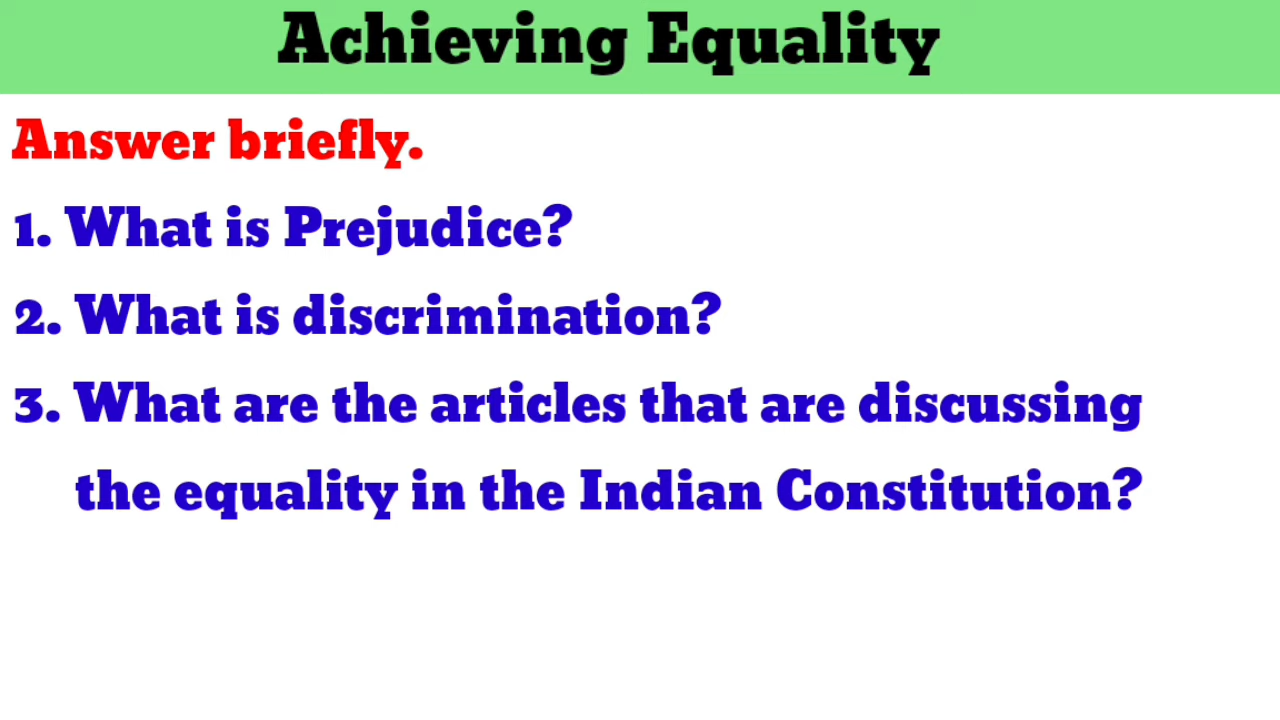 Achieving Equality
Answer briefly.
1. What is Prejudice?
2. What is discrimination?
3. What are the articles that are discussing
the equality in the Indian Constitution?